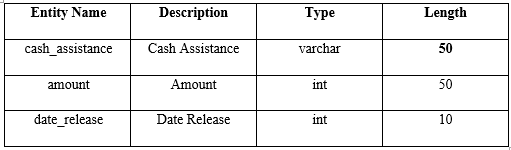 Entity Name Description Type Length
cash_assistance Cash Assistance varchar 50
amount Amount int 50
date_release Date Release int 10